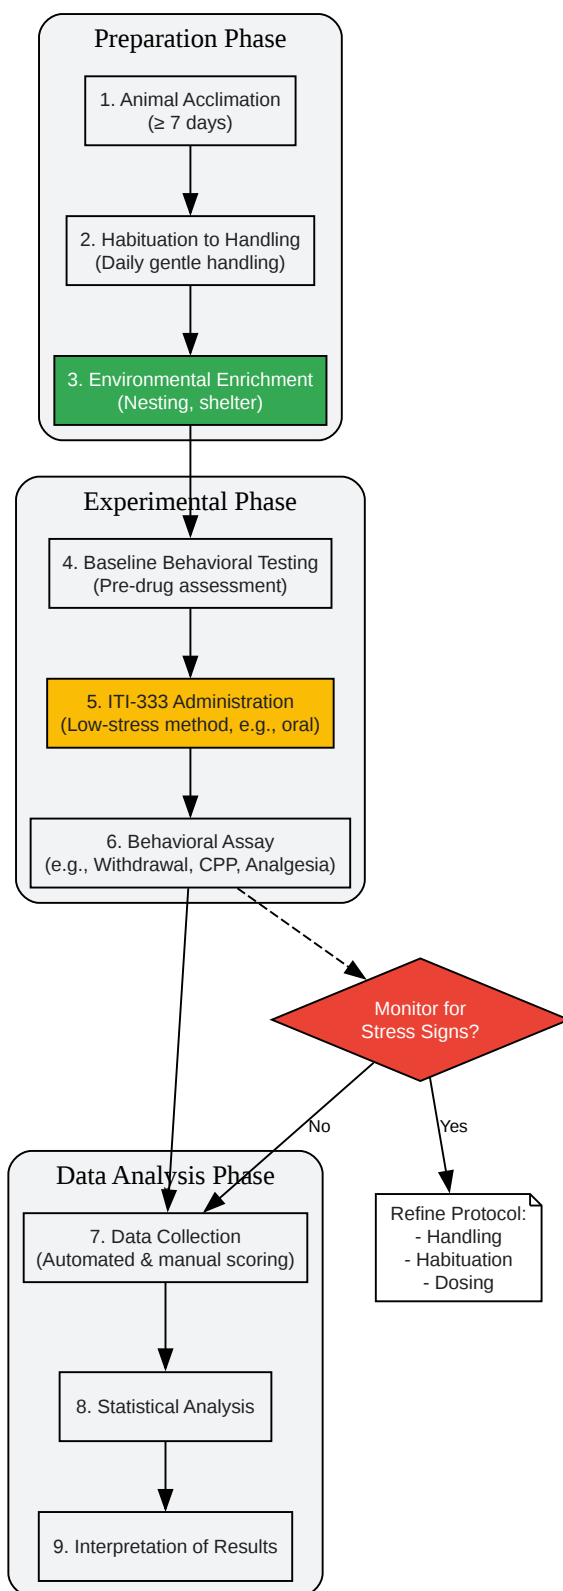 Preparation Phase
1. Animal Acclimation
(≥ 7 days)
2. Habituation to Handling
(Daily gentle handling)
3. Environmental Enrichment
(Nesting, shelter)
Experimental Phase
4. Baseline Behavioral Testing
(Pre-drug assessment)
5. ITI-333 Administration
(Low-stress method, e.g., oral)
6. Behavioral Assay
(e.g., Withdrawal, CPP, Analgesia)
Monitor for
Stress Signs?
No
Yes
Refine Protocol:
- Handling
- Habituation
- Dosing
Data Analysis Phase
7. Data Collection
(Automated & manual scoring)
8. Statistical Analysis
9. Interpretation of Results